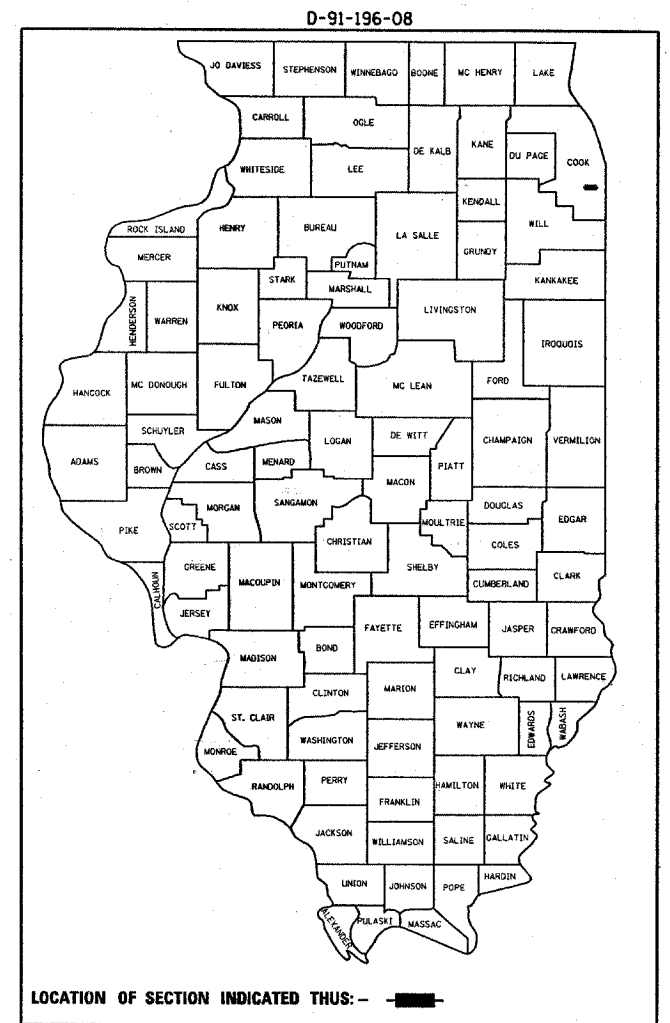 D-91-196-08
JO DAVIESS
STEPHENSON
WINNEBAGO
BOONE
MC HENRY
LAKE
CARROLL
OGLE
DE KALB
KANE
DU PAGE
COOK
WHITESIDE
LEE
KENDALL
WILL
ROCK ISLAND
HENRY
BUREAU
LA SALLE
GRUNDY
MERCER
PUTNAM
STARK
MARSHALL
KANKAKEE
HENDERSON
WARREN
KNOX
PEORIA
WOODFORD
LIVINGSTON
IROQUOIS
HANCOCK
MC DONOUGH
FULTON
TAZEWELL
MC LEAN
FORD
SCHUYLER
MASON
LOGAN
DE WITT
CHAMPAIGN
VERMILION
ADAMS
BROWN
CASS
MENARD
MACON
PIATT
PIKE
SCOTT
MORGAN
SANGAMON
CHRISTIAN
MOULTRIE
DOUGLAS
EDGAR
COLES
CALHOUN
GREENE
MACOUPIN
MONTGOMERY
SHELBY
CUMBERLAND
CLARK
JERSEY
FAYETTE
EFFINGHAM
JASPER
CRAWFORD
MADISON
BOND
CLAY
RICHLAND
LAWRENCE
CLINTON
MARION
ST. CLAIR
WAYNE
EDWARDS
WABASH
MONROE
WASHINGTON
JEFFERSON
RANDOLPH
PERRY
HAMILTON
WHITE
FRANKLIN
JACKSON
WILLIAMSON
SALINE
GALLATIN
UNION
JOHNSON
POPE
HARDIN
ALEXANDER
PULASKI
MASSAC
LOCATION OF SECTION INDICATED THUS: –